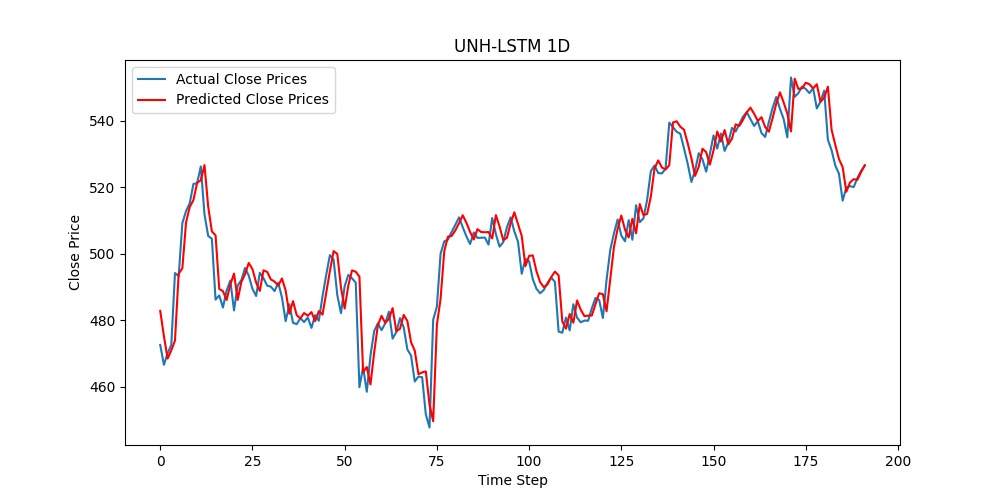 UNH-LSTM 1D
Actual Close Prices
Predicted Close Prices
Close Price
540
520
500
480
460
0 25 50 75 100 125 150 175 200
Time Step